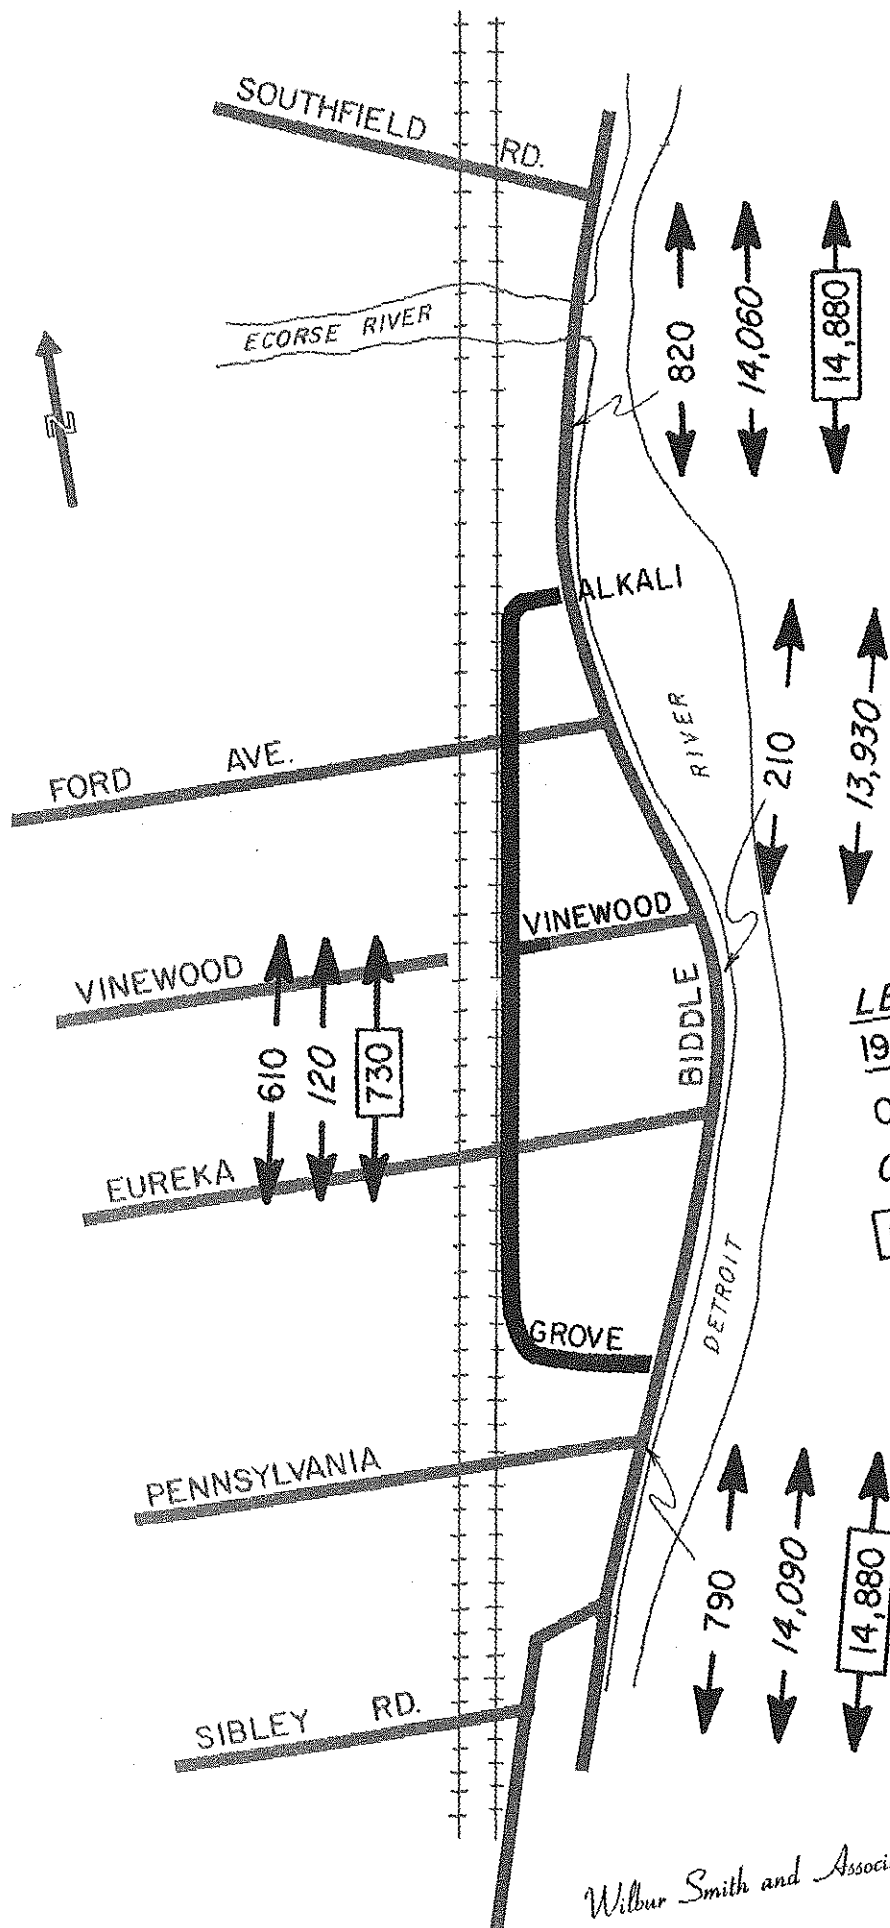 SOUTHFIELD RD.
ECORSE RIVER
N
820
14,060
14,880
ALKALI
RIVER
FORD AVE.
210
13,930
VINEWOOD
VINEWOOD
BIDDLE
610
120
730
EUREKA
DETROIT
GROVE
PENNSYLVANIA
790
14,090
14,880
SIBLEY RD.
Wilbur Smith and